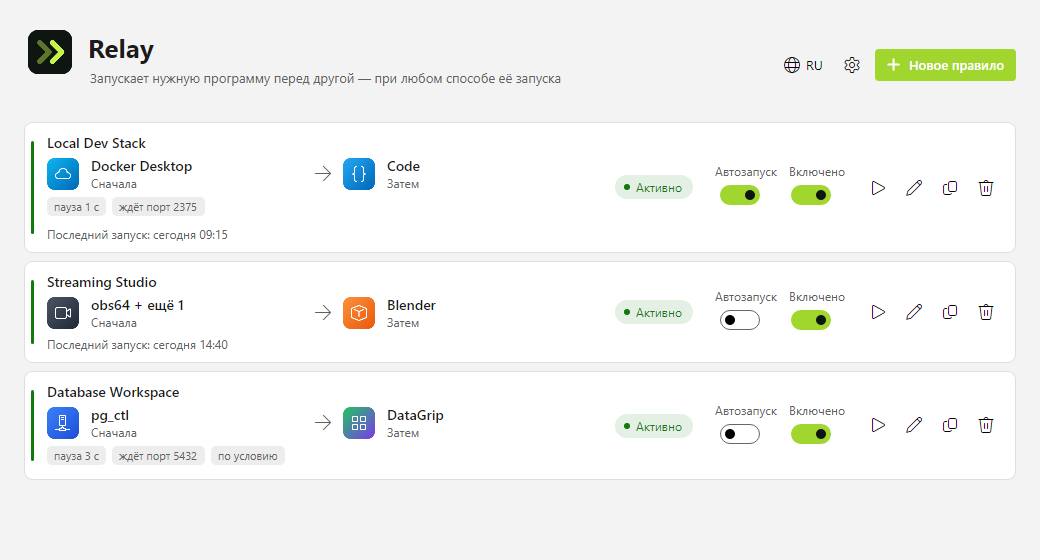 Relay
Запускает нужную программу перед другой — при любом способе её запуска
RU
Новое правило
Local Dev Stack
Docker Desktop
Сначала
Code
Затем
Активно
Автозапуск
Включено
пауза 1 с
ждёт порт 2375
Последний запуск: сегодня 09:15
Streaming Studio
obs64 + ещё 1
Сначала
Blender
Затем
Активно
Автозапуск
Включено
Последний запуск: сегодня 14:40
Database Workspace
pg_ctl
Сначала
DataGrip
Затем
Активно
Автозапуск
Включено
пауза 3 с
ждёт порт 5432
по условию